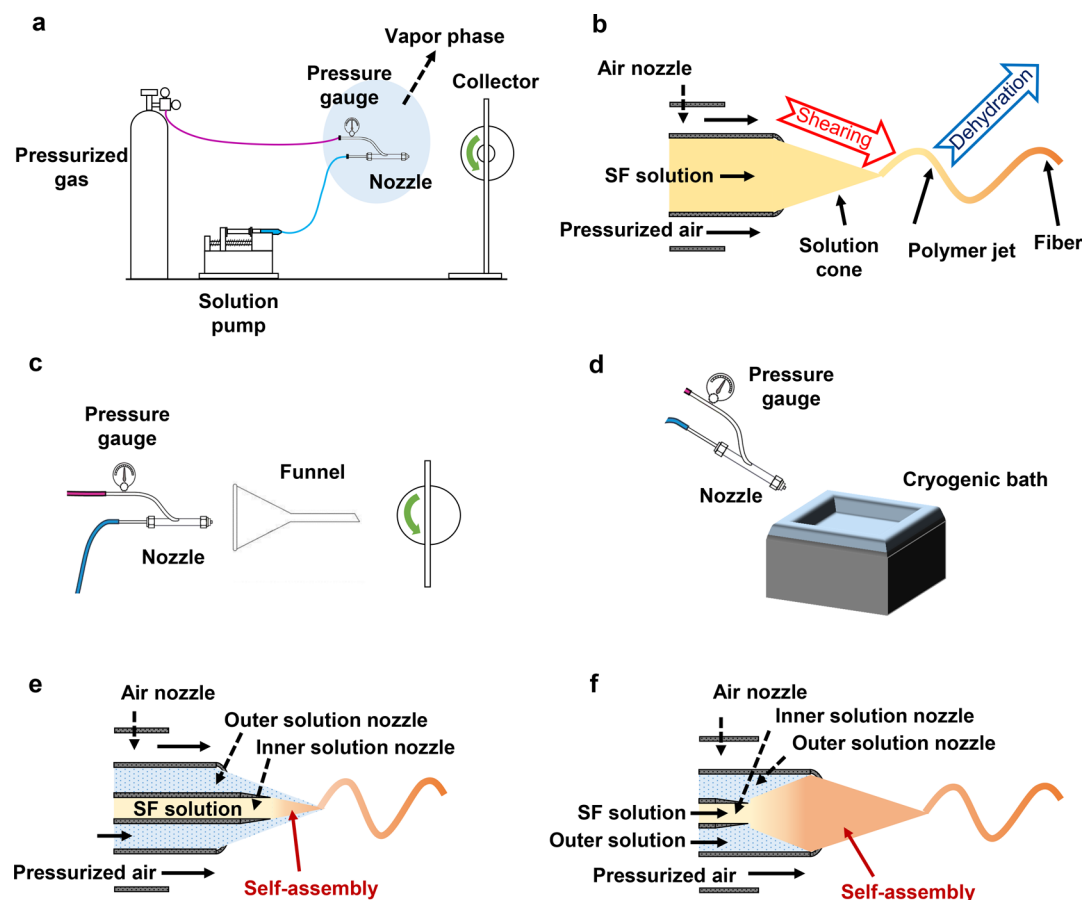 a
Vapor phase
Pressure
gauge
Collector
Pressurized
gas
Nozzle
Solution
pump
b
Air nozzle
Shearing
Dehydration
SF solution
Pressurized air
Solution
cone
Polymer jet
Fiber
c
Pressure
gauge
Funnel
Nozzle
d
Pressure
gauge
Nozzle
Cryogenic bath
e
Air nozzle
Outer solution nozzle
Inner solution nozzle
SF solution
Pressurized air
Self-assembly
f
Air nozzle
Inner solution nozzle
Outer solution nozzle
SF solution
Outer solution
Pressurized air
Self-assembly